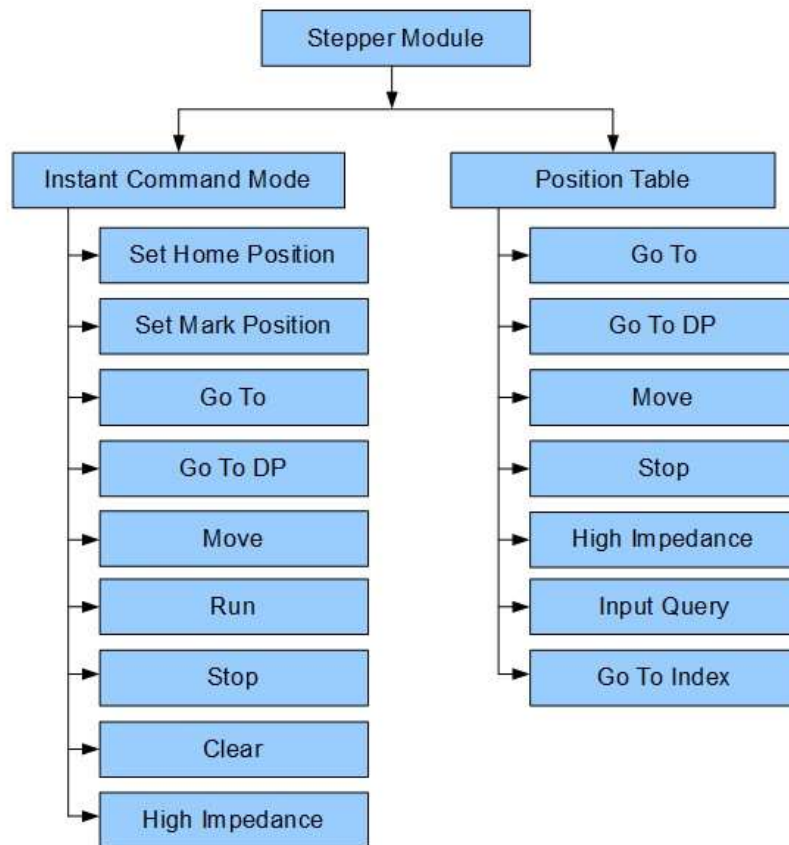 Stepper Module
Instant Command Mode
Set Home Position
Set Mark Position
Go To
Go To DP
Move
Run
Stop
Clear
High Impedance
Position Table
Go To
Go To DP
Move
Stop
High Impedance
Input Query
Go To Index